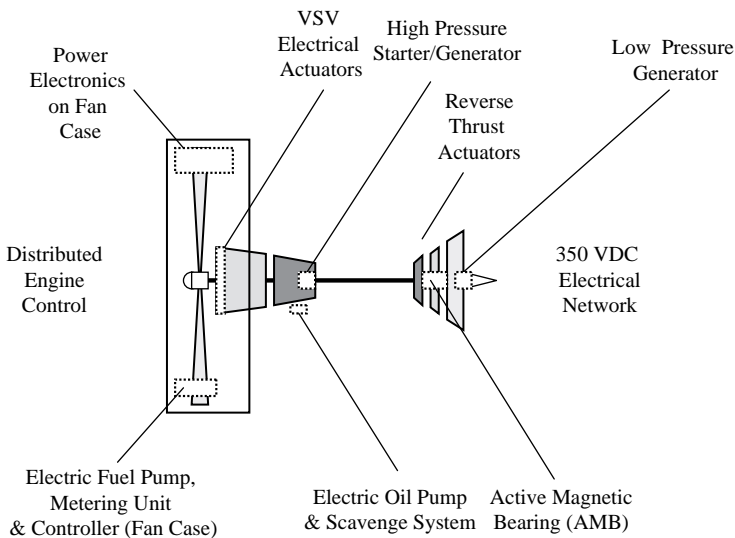 VSV
Electrical
Actuators
High Pressure
Starter/Generator
Low Pressure
Generator
Power
Electronics
on Fan
Case
Reverse
Thrust
Actuators
Distributed
Engine
Control
350 VDC
Electrical
Network
Electric Fuel Pump,
Metering Unit
& Controller (Fan Case)
Electric Oil Pump
& Scavenge System
Active Magnetic
Bearing (AMB)